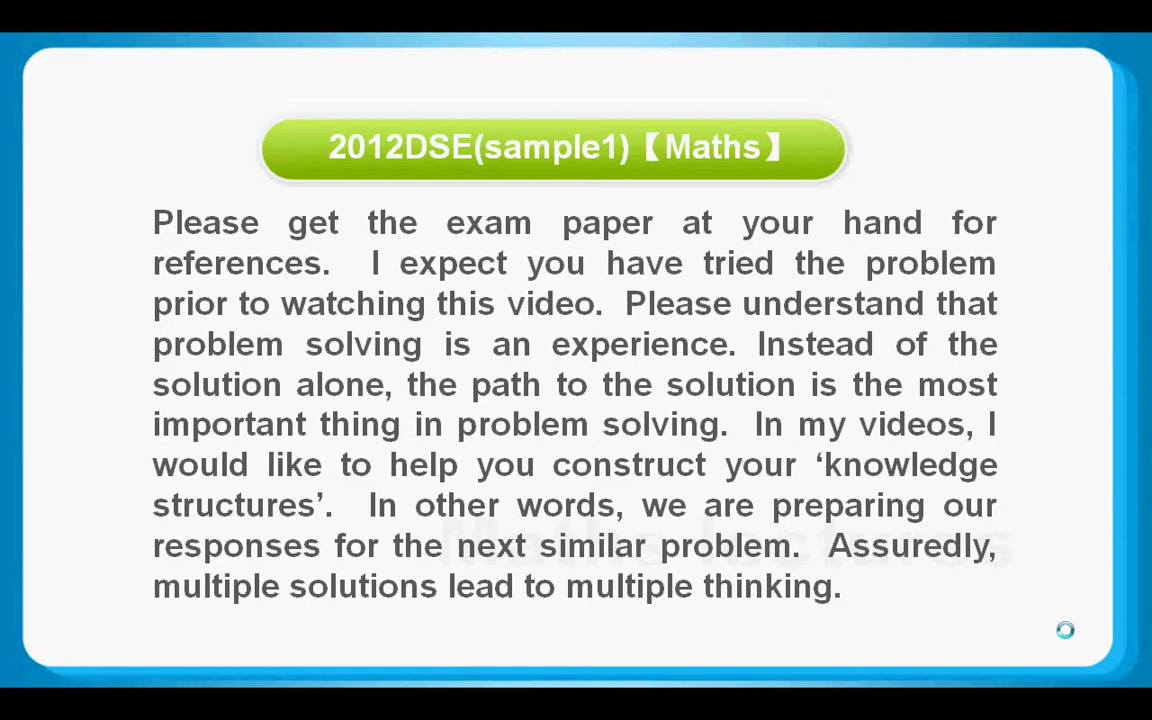 2012DSE(sample1)【Maths】
Please get the exam paper at your hand for
references. I expect you have tried the problem
prior to watching this video. Please understand that
problem solving is an experience. Instead of the
solution alone, the path to the solution is the most
important thing in problem solving. In my videos, I
would like to help you construct your ‘knowledge
structures’. In other words, we are preparing our
responses for the next similar problem. Assuredly,
multiple solutions lead to multiple thinking.
Maths lectures